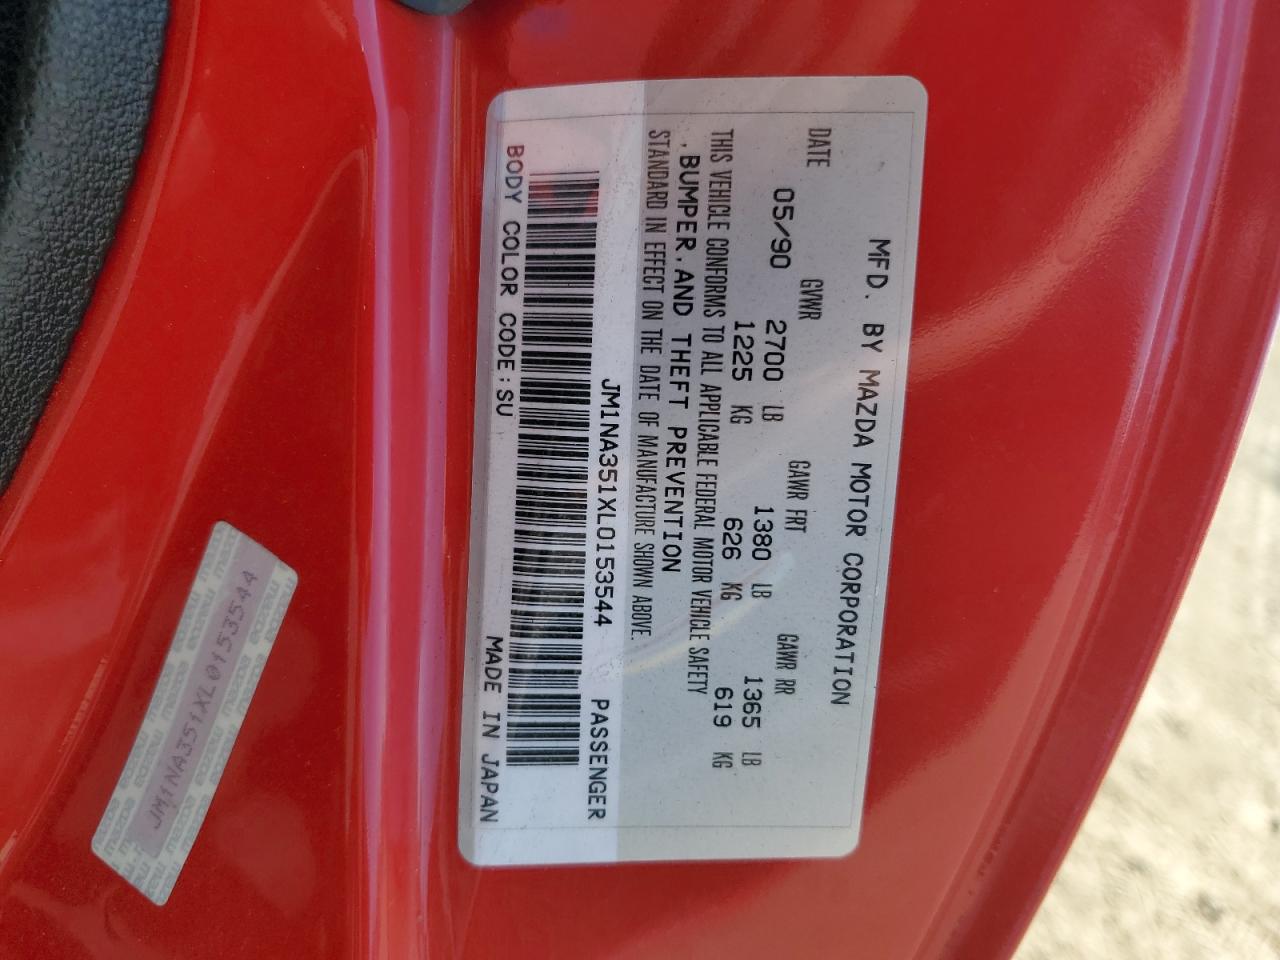 MFD. BY MAZDA MOTOR CORPORATION
DATE GVWR GAWR FRT GAWR RR
05/90 2700 LB 1380 LB 1365 LB
1225 KG 626 KG 619 KG
THIS VEHICLE CONFORMS TO ALL APPLICABLE FEDERAL MOTOR VEHICLE SAFETY
, BUMPER, AND THEFT PREVENTION
STANDARD IN EFFECT ON THE DATE OF MANUFACTURE SHOWN ABOVE.
JM1NA351XL0153544 PASSENGER
BODY COLOR CODE:SU MADE IN JAPAN
JM1NA351XL0153544